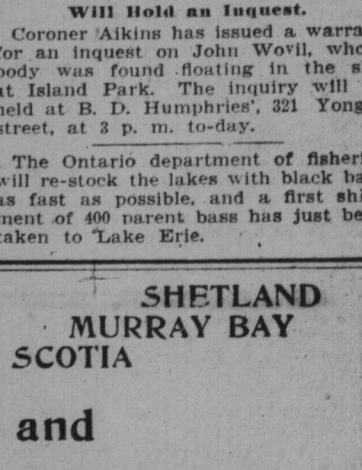 Will Hold an Inquest.
Coroner Aikins has issued a warra
for an inquest on John Wovil, who
body was found floating in the s
at Island Park. The inquiry will
held at B. D. Humphries', 321 Yong
street, at 3 p. m. to-day.
The Ontario department of fisheri
will re-stock the lakes with black ba
as fast as possible, and a first shi
ment of 400 parent bass has just be
taken to Lake Erie.
SHETLAND
MURRAY BAY
SCOTIA
and